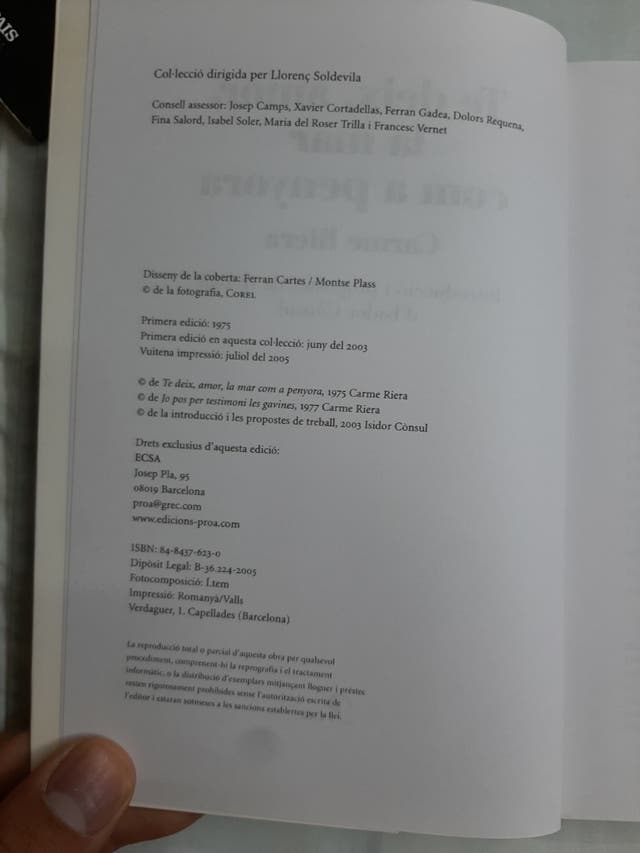 AIS
Col·lecció dirigida per Llorenç Soldevila
Consell assessor: Josep Camps, Xavier Cortadellas, Ferran Gadea, Dolors Requena,
Fina Salord, Isabel Soler, Maria del Roser Trilla i Francesc Vernet
Disseny de la coberta: Ferran Cartes / Montse Plass
© de la fotografia, COREL
Primera edició: 1975
Primera edició en aquesta col·lecció: juny del 2003
Vuitena impressió: juliol del 2005
© de Te deix, amor, la mar com a penyora, 1975 Carme Riera
© de Jo pos per testimoni les gavines, 1977 Carme Riera
© de la introducció i les propostes de treball, 2003 Isidor Cònsul
Drets exclusius d'aquesta edició:
ECSA
Josep Pla, 95
08019 Barcelona
proa@grec.com
www.edicions-proa.com
ISBN: 84-8437-623-0
Dipòsit Legal: B-36.224-2005
Fotocomposició: Ítem
Impressió: Romanyà/Valls
Verdaguer, 1. Capellades (Barcelona)
La reproducció total o parcial d'aquesta obra per qualsevol
procediment, comprenent-hi la reprografia i el tractament
informàtic, o la distribució d'exemplars mitjançant lloguer i préstec
resten rigorosament prohibides sense l'autorització escrita de
l'editor i estaran sotmeses a les sancions establertes per la llei.